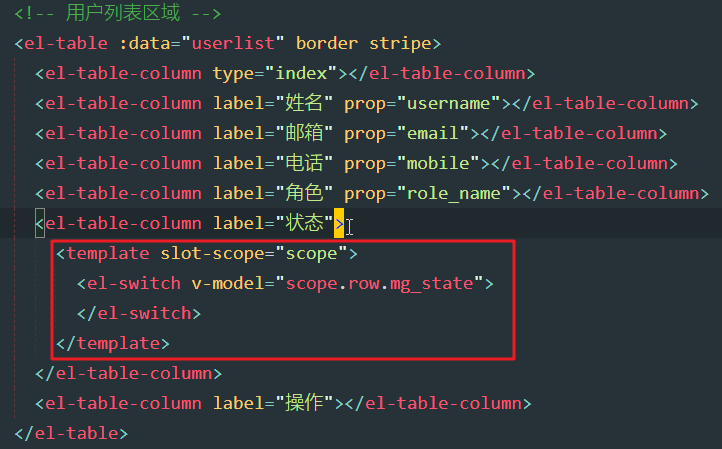 <!-- 用户列表区域 -->
<el-table :data="userlist" border stripe>
<el-table-column type="index"></el-table-column>
<el-table-column label="姓名" prop="username"></el-table-column>
<el-table-column label="邮箱" prop="email"></el-table-column>
<el-table-column label="电话" prop="mobile"></el-table-column>
<el-table-column label="角色" prop="role_name"></el-table-column>
<el-table-column label="状态">
<template slot-scope="scope">
<el-switch v-model="scope.row.mg_state">
</el-switch>
</template>
</el-table-column>
<el-table-column label="操作"></el-table-column>
</el-table>